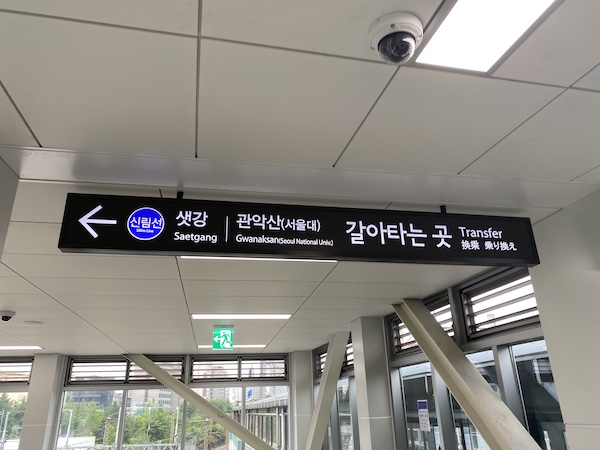 신림선
Sillim Line
샛강
Saetgang
관악산(서울대)
Gwanaksan(Seoul National Univ.)
갈아타는 곳
Transfer
換乘 乗り換え